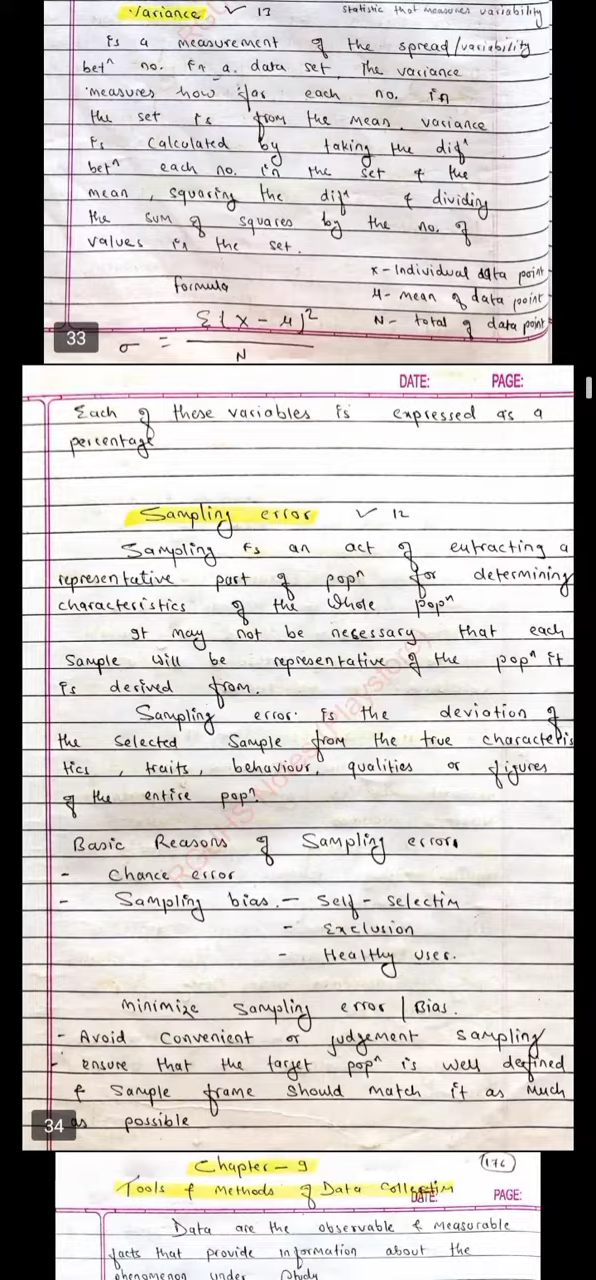 Variance ✓ 13 Statistic that measures variability
is a measurement of the spread/variability
betⁿ no. in a data set. The variance
measures how far each no. in
the set is from the mean. variance
is calculated by taking the difⁿ
betⁿ each no. in the set & the
mean, squaring the difⁿ & dividing
the sum of squares by the no. of
values in the set.
x - Individual data point
formula μ - mean of data point
N - total of data point
σ = Σ(x - μ)² / N
33
DATE: PAGE:
Each of these variables is expressed as a
percentage
Sampling error ✓ 12
Sampling is an act of extracting a
representative part of popⁿ for determining
characteristics of the whole popⁿ
It may not be necessary that each
sample will be representative of the popⁿ it
is derived from.
Sampling error is the deviation of
the selected sample from the true characteris
tics, traits, behaviour, qualities or figures
of the entire popⁿ.
Basic Reasons of Sampling errors
- Chance error
- Sampling bias. - Self-selection
- Exclusion
- Healthy user.
minimize Sampling error | Bias.
- Avoid convenient or judgement sampling
- ensure that the target popⁿ is well defined
& sample frame should match it as much
as possible
34
Chapter - 9 176
Tools & Methods of Data Collection
DATE: PAGE:
Data are the observable & measurable
facts that provide information about the
phenomenon under study